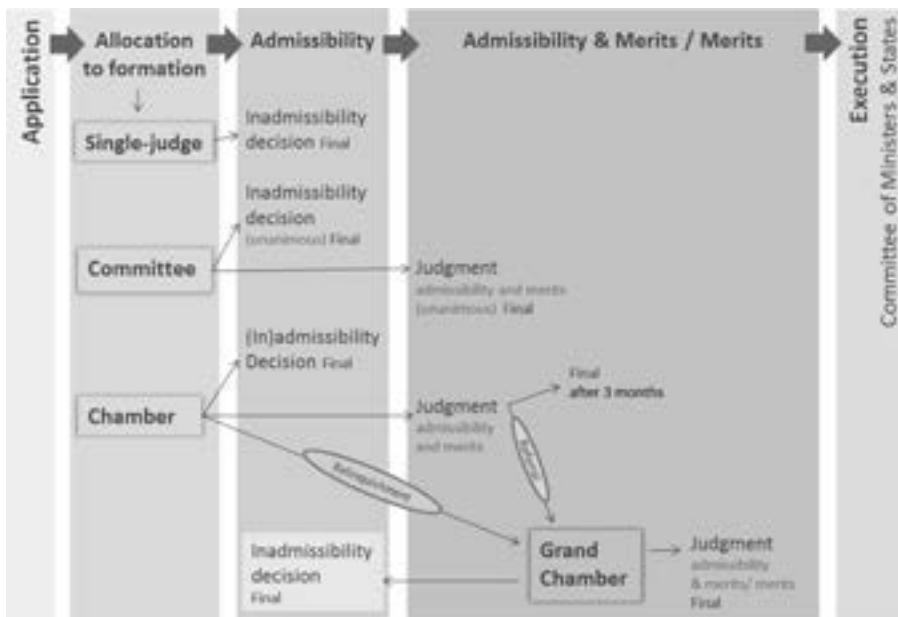 Application
Allocation
to formation
Admissibility
Admissibility & Merits / Merits
Execution
Committee of Ministers & States
Single-judge
Inadmissibility
decision Final
Inadmissibility
decision
(unanimous) Final
Committee
Judgment
admissibility and merits
(unanimous) Final
(In)admissibility
Decision Final
Chamber
Judgment
admissibility
and merits
Final
after 3 months
Referral
Relinquishment
Inadmissibility
decision
Final
Grand
Chamber
Judgment
admissibility
& merits/ merits
Final